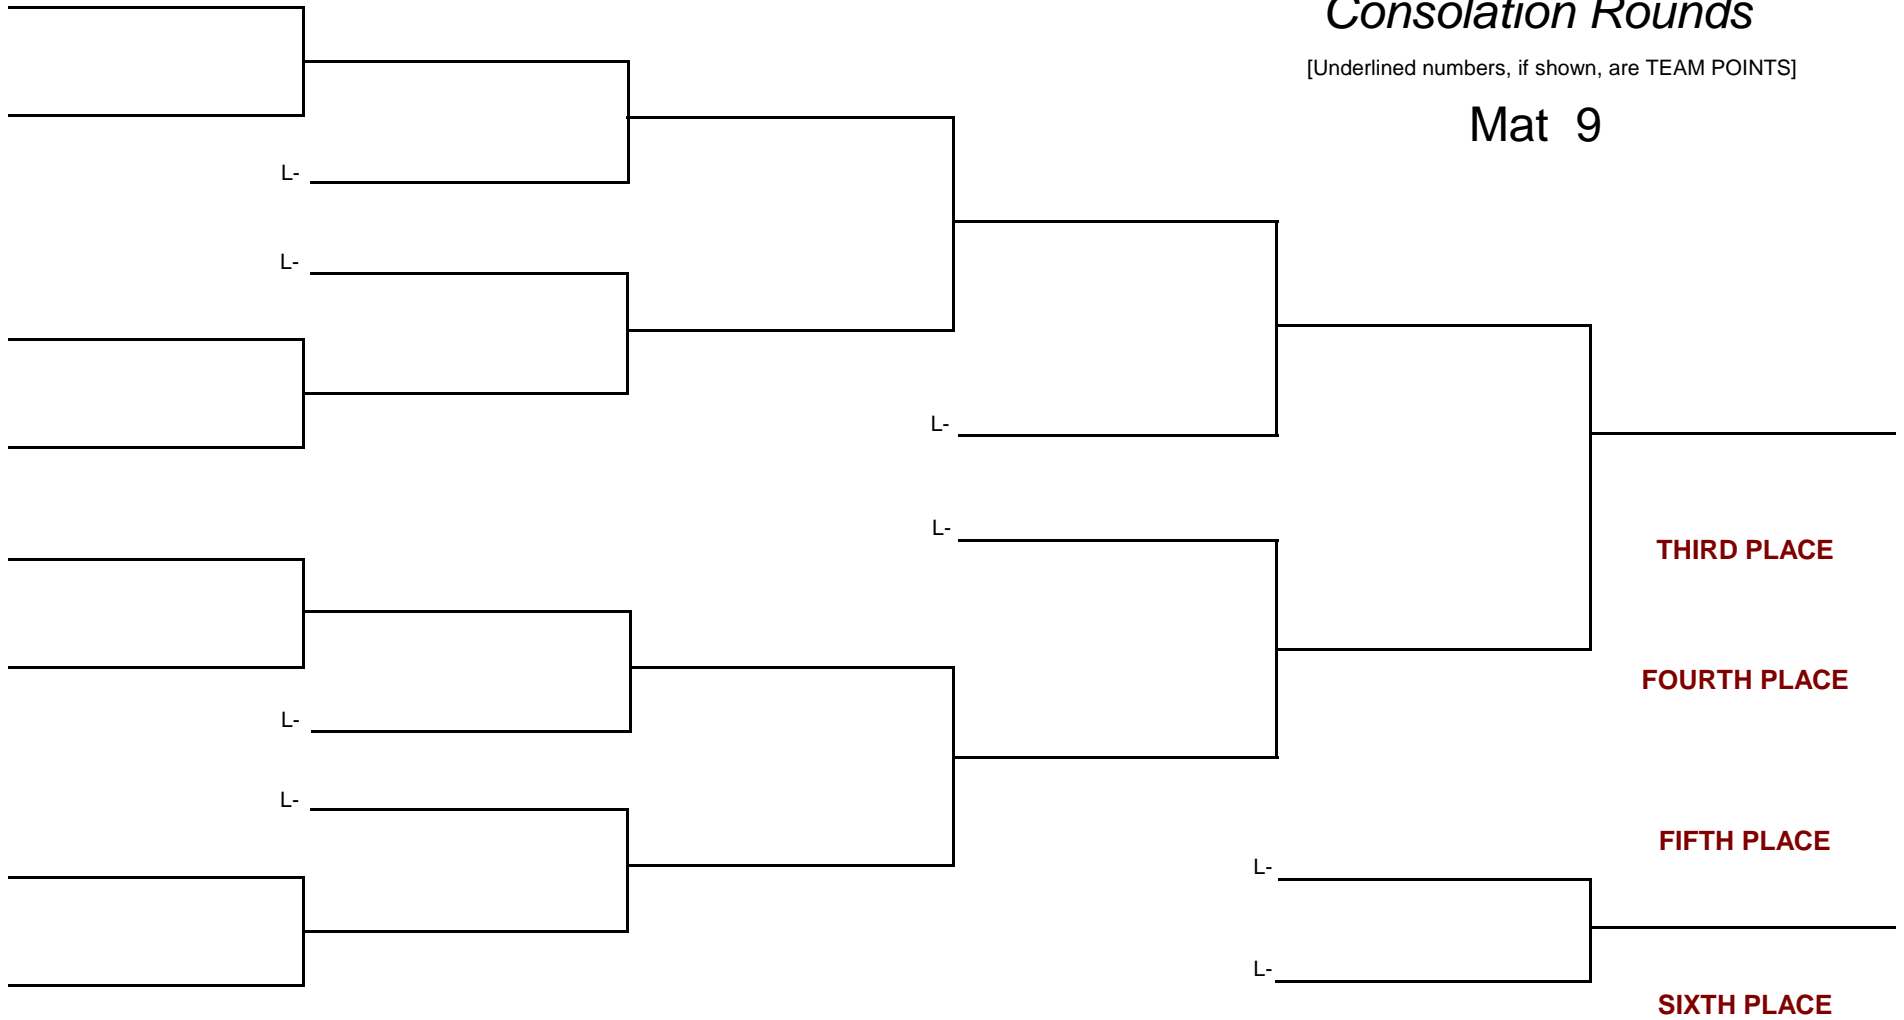 Consolation Rounds
[Underlined numbers, if shown, are TEAM POINTS]
Mat 9
L-
L-
L-
L-
THIRD PLACE
FOURTH PLACE
L-
L-
FIFTH PLACE
L-
L-
SIXTH PLACE